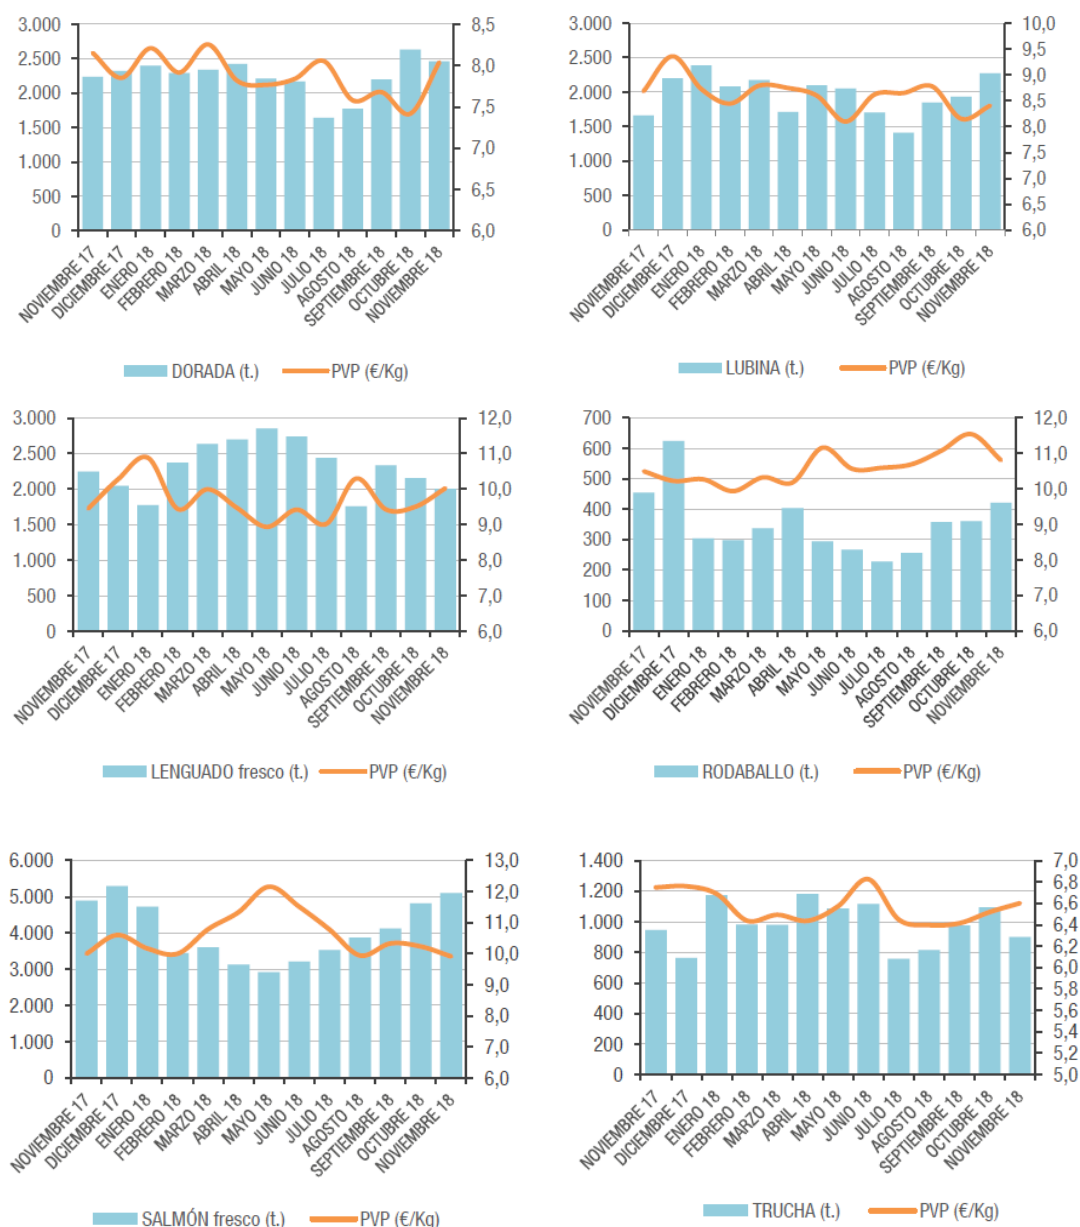 3.000
2.500
2.000
1.500
1.000
500
0
8,5
8,0
7,5
7,0
6,5
6,0
NOVIEMBRE 17
DICIEMBRE 17
ENERO 18
FEBRERO 18
MARZO 18
ABRIL 18
MAYO 18
JUNIO 18
JULIO 18
AGOSTO 18
SEPTIEMBRE 18
OCTUBRE 18
NOVIEMBRE 18
DORADA (t.) PVP (€/Kg)
3.000
2.500
2.000
1.500
1.000
500
0
10,0
9,5
9,0
8,5
8,0
7,5
7,0
6,5
6,0
NOVIEMBRE 17
DICIEMBRE 17
ENERO 18
FEBRERO 18
MARZO 18
ABRIL 18
MAYO 18
JUNIO 18
JULIO 18
AGOSTO 18
SEPTIEMBRE 18
OCTUBRE 18
NOVIEMBRE 18
LUBINA (t.) PVP (€/Kg)
3.000
2.500
2.000
1.500
1.000
500
0
12,0
11,0
10,0
9,0
8,0
7,0
6,0
NOVIEMBRE 17
DICIEMBRE 17
ENERO 18
FEBRERO 18
MARZO 18
ABRIL 18
MAYO 18
JUNIO 18
JULIO 18
AGOSTO 18
SEPTIEMBRE 18
OCTUBRE 18
NOVIEMBRE 18
LENGUADO fresco (t.) PVP (€/Kg)
700
600
500
400
300
200
100
0
12,0
11,0
10,0
9,0
8,0
7,0
6,0
NOVIEMBRE 17
DICIEMBRE 17
ENERO 18
FEBRERO 18
MARZO 18
ABRIL 18
MAYO 18
JUNIO 18
JULIO 18
AGOSTO 18
SEPTIEMBRE 18
OCTUBRE 18
NOVIEMBRE 18
RODABALLO (t.) PVP (€/Kg)
6.000
5.000
4.000
3.000
2.000
1.000
0
13,0
12,0
11,0
10,0
9,0
8,0
7,0
6,0
NOVIEMBRE 17
DICIEMBRE 17
ENERO 18
FEBRERO 18
MARZO 18
ABRIL 18
MAYO 18
JUNIO 18
JULIO 18
AGOSTO 18
SEPTIEMBRE 18
OCTUBRE 18
NOVIEMBRE 18
SALMÓN fresco (t.) PVP (€/Kg)
1.400
1.200
1.000
800
600
400
200
0
7,0
6,8
6,6
6,4
6,2
6,0
5,8
5,6
5,4
5,2
5,0
NOVIEMBRE 17
DICIEMBRE 17
ENERO 18
FEBRERO 18
MARZO 18
ABRIL 18
MAYO 18
JUNIO 18
JULIO 18
AGOSTO 18
SEPTIEMBRE 18
OCTUBRE 18
NOVIEMBRE 18
TRUCHA (t.) PVP (€/Kg)